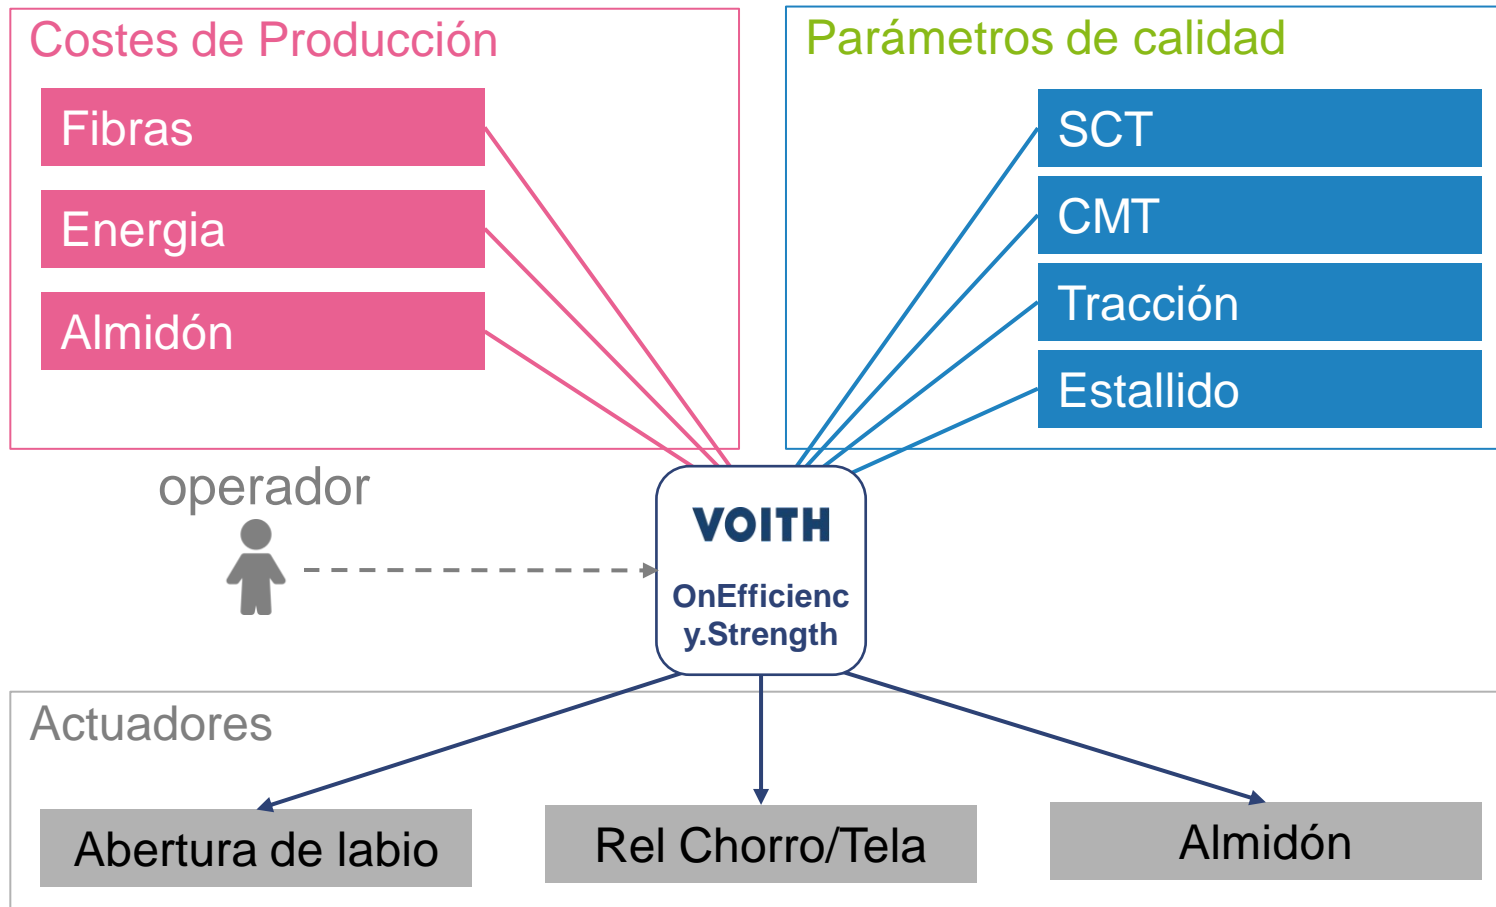 Costes de Producción
Fibras
Energia
Almidón
Parámetros de calidad
SCT
CMT
Tracción
Estallido
operador
VOITH
OnEfficienc
y.Strength
Actuadores
Abertura de labio
Rel Chorro/Tela
Almidón